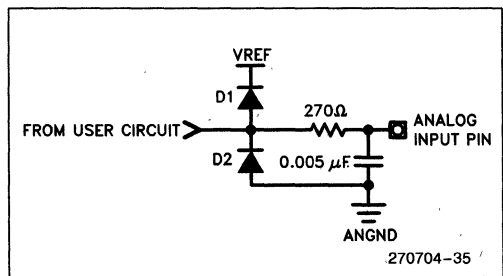 VREF
D1
270Ω
FROM USER CIRCUIT
ANALOG
INPUT PIN
D2
0.005 μF
ANGND
270704-35